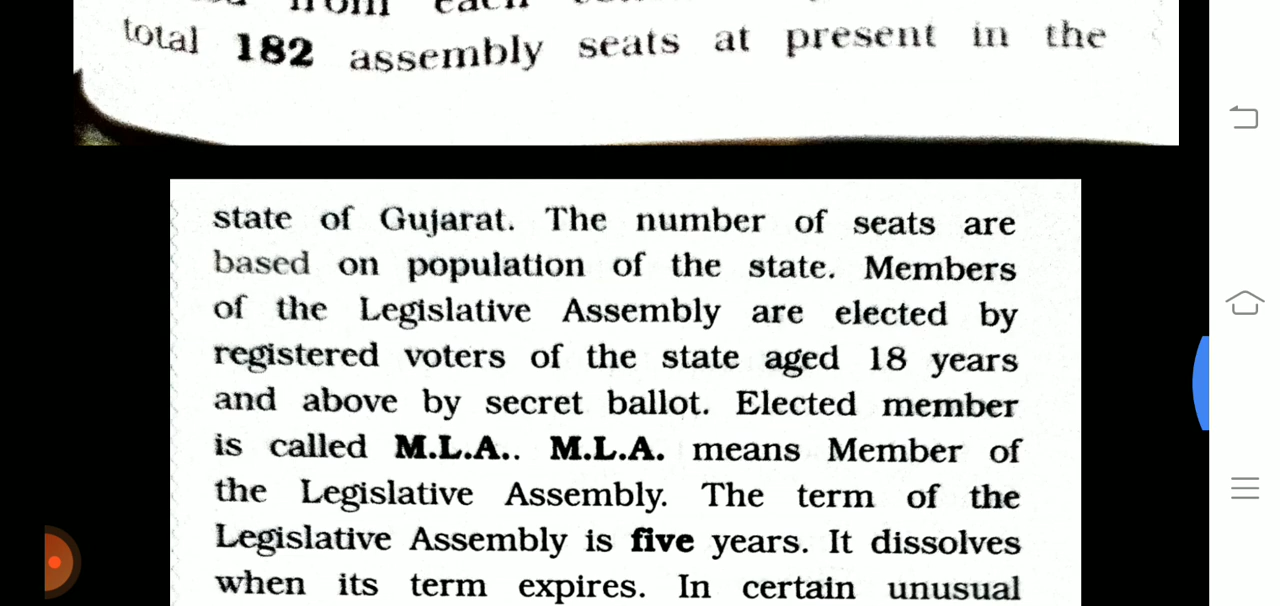 from each
total 182 assembly seats at present in the
state of Gujarat. The number of seats are
based on population of the state. Members
of the Legislative Assembly are elected by
registered voters of the state aged 18 years
and above by secret ballot. Elected member
is called M.L.A.. M.L.A. means Member of
the Legislative Assembly. The term of the
Legislative Assembly is five years. It dissolves
when its term expires. In certain unusual